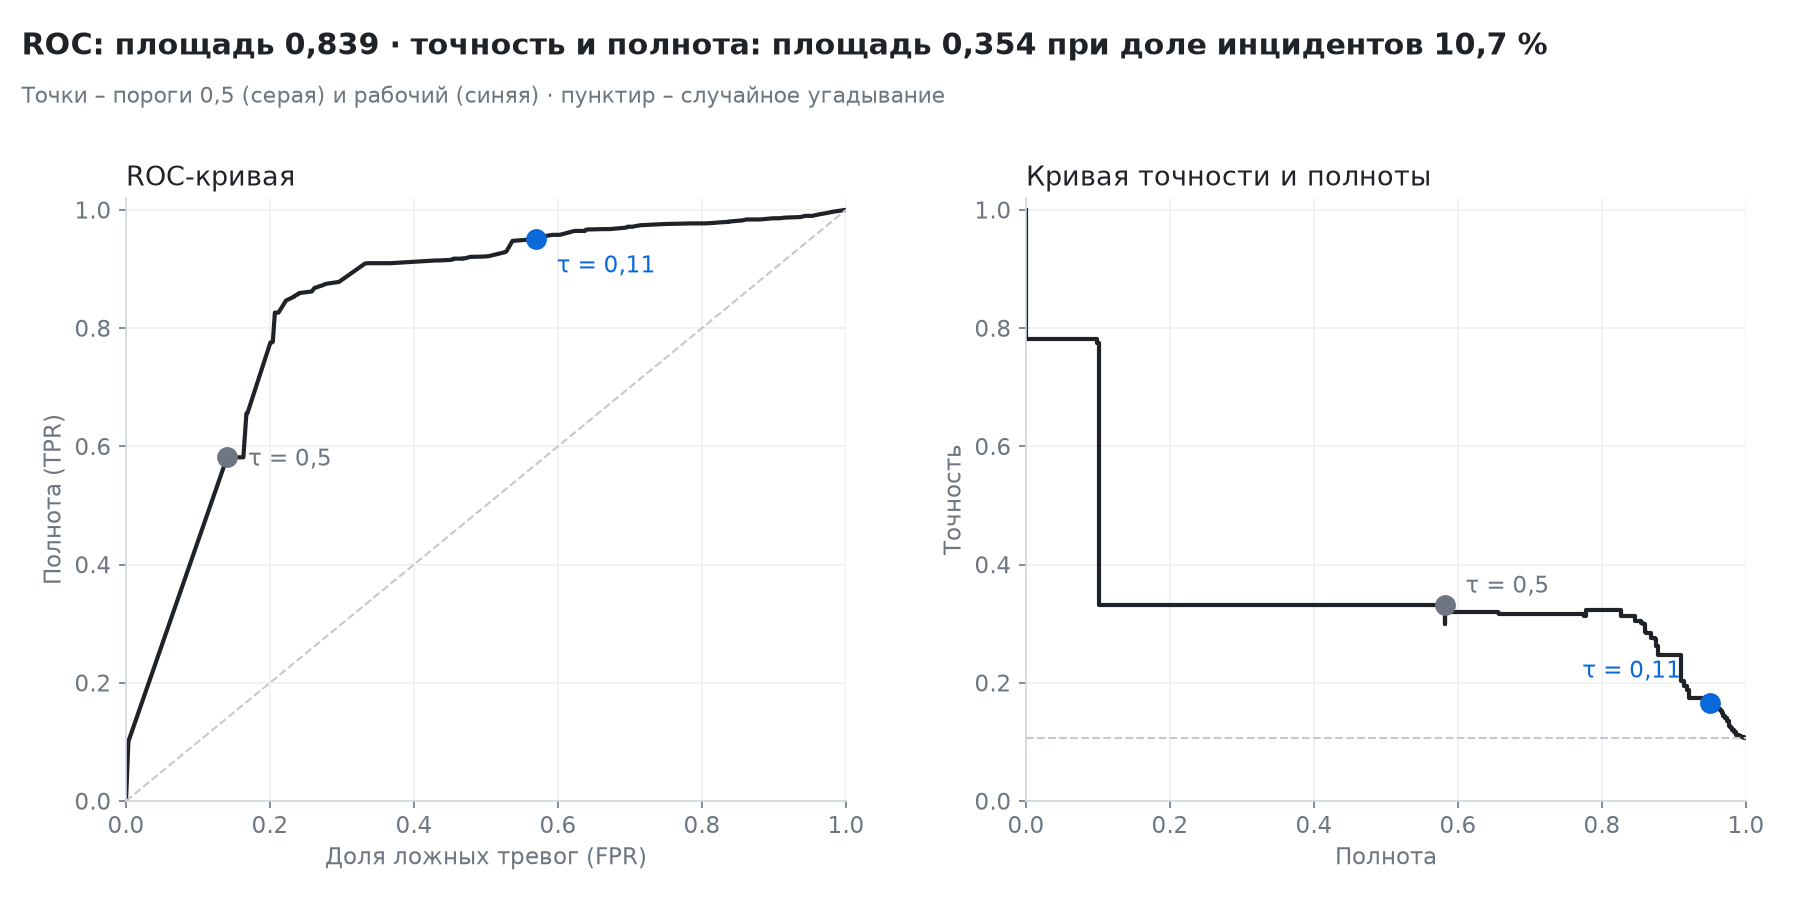 ROC: площадь 0,839 · точность и полнота: площадь 0,354 при доле инцидентов 10,7 %
Точки – пороги 0,5 (серая) и рабочий (синяя) · пунктир – случайное угадывание
ROC-кривая
1.0
0.8
0.6
0.4
0.2
0.0
Полнота (TPR)
τ = 0,11
τ = 0,5
0.0 0.2 0.4 0.6 0.8 1.0
Доля ложных тревог (FPR)
Кривая точности и полноты
1.0
0.8
0.6
0.4
0.2
0.0
Точность
τ = 0,5
τ = 0,11
0.0 0.2 0.4 0.6 0.8 1.0
Полнота